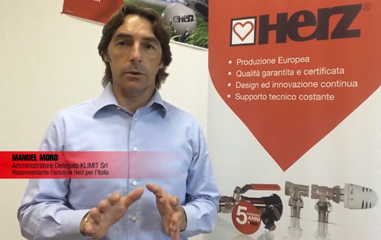 HERZ®
• Produzione Europea
• Qualità garantita e certificata
• Design ed innovazione continua
• Supporto tecnico costante
MANUEL MORO
Amministratore Delegato KLIMIT Srl
Rappresentante Esclusivo Herz per l'Italia
5